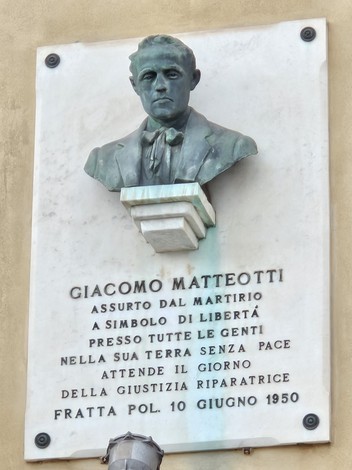 GIACOMO MATTEOTTI
ASSURTO DAL MARTIRIO
A SIMBOLO DI LIBERTÁ
PRESSO TUTTE LE GENTI
NELLA SUA TERRA SENZA PACE
ATTENDE IL GIORNO
DELLA GIUSTIZIA RIPARATRICE
FRATTA POL. 10 GIUGNO 1950